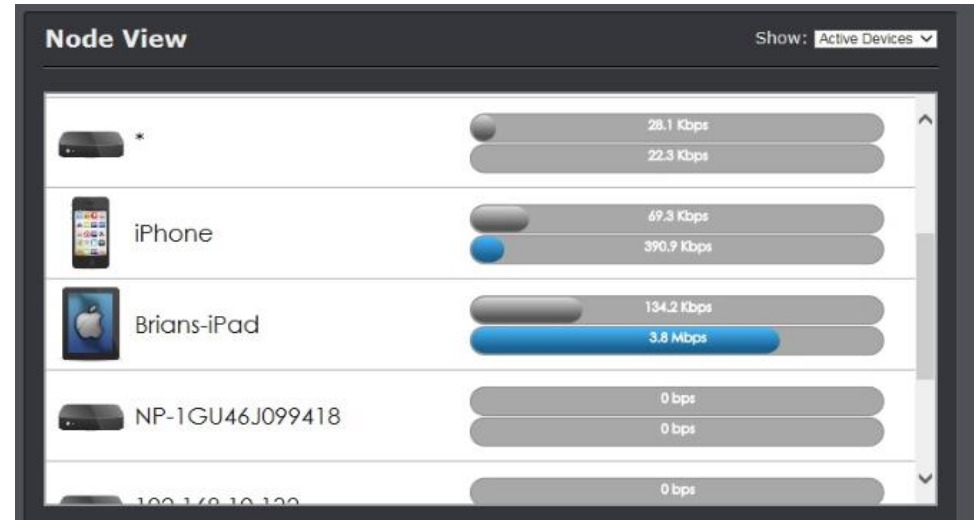 Node View
Show: Active Devices
*
28.1 Kbps
22.3 Kbps
iPhone
69.3 Kbps
390.9 Kbps
Brians-iPad
134.2 Kbps
3.8 Mbps
NP-1GU46J099418
0 bps
0 bps
0 bps